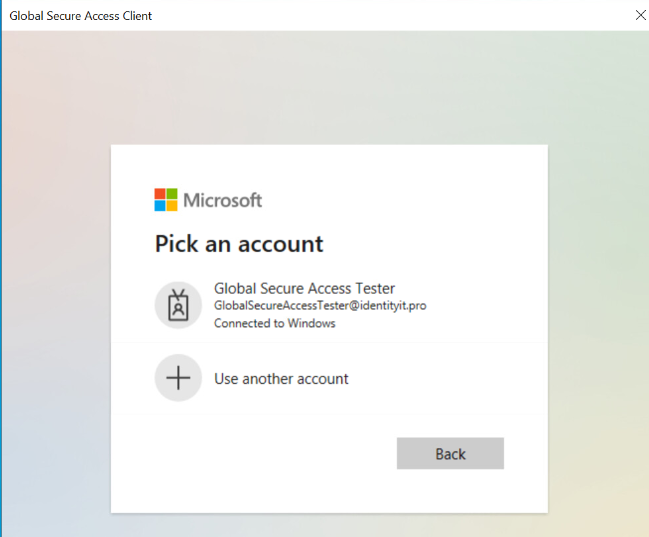 Global Secure Access Client
Microsoft
Pick an account
Global Secure Access Tester
GlobalSecureAccessTester@identityit.pro
Connected to Windows
Use another account
Back